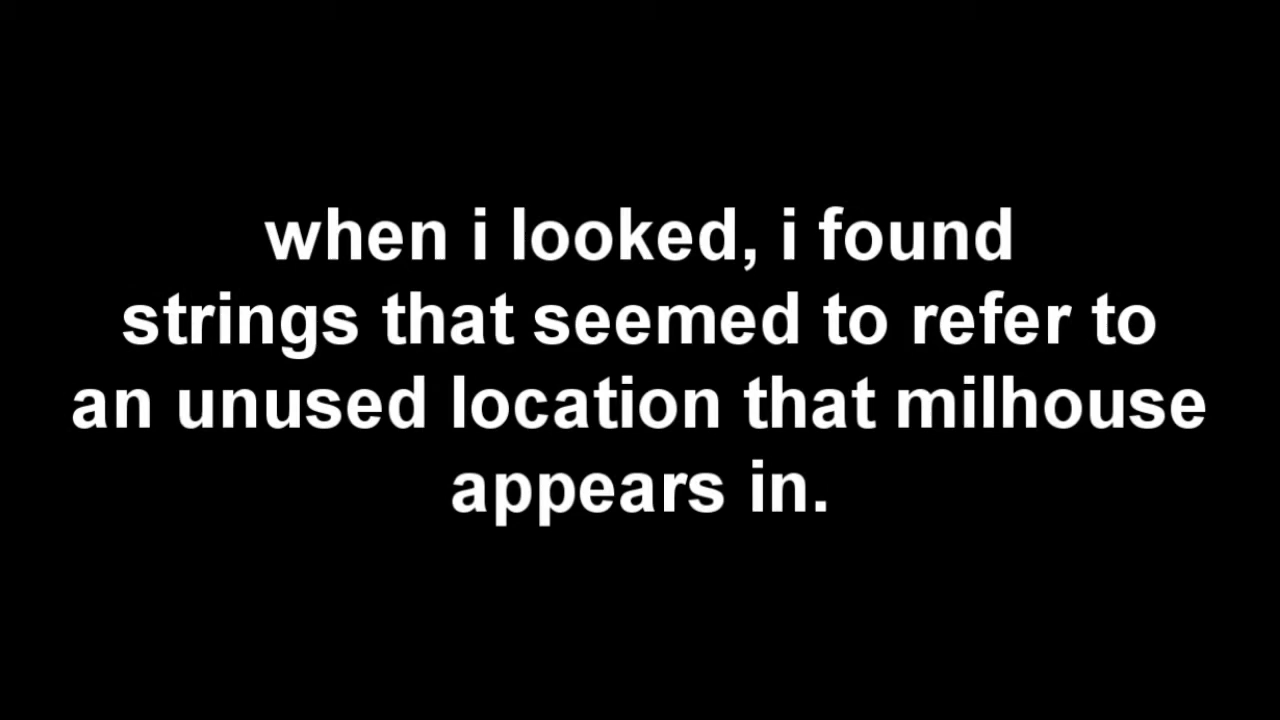 when i looked, i found
strings that seemed to refer to
an unused location that milhouse
appears in.